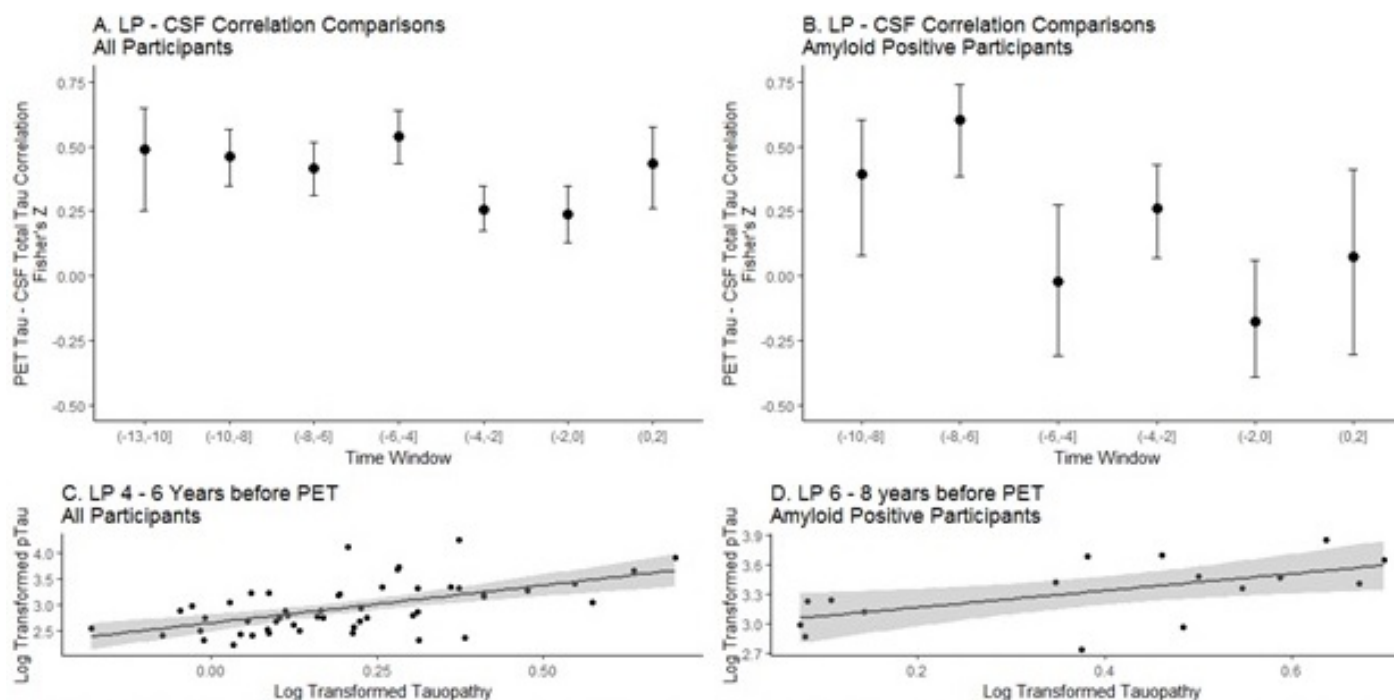 A. LP - CSF Correlation Comparisons
All Participants
PET Tau - CSF Total Tau Correlation
Fisher's Z
0.75
0.50
0.25
0.00
-0.25
-0.50
(-13,-10]
(-10,-8]
(-8,-6]
(-6,-4]
(-4,-2]
(-2,0]
(0,2]
Time Window
B. LP - CSF Correlation Comparisons
Amyloid Positive Participants
PET Tau - CSF Total Tau Correlation
Fisher's Z
0.75
0.50
0.25
0.00
-0.25
-0.50
(-10,-8]
(-8,-6]
(-6,-4]
(-4,-2]
(-2,0]
(0,2]
Time Window
C. LP 4 - 6 Years before PET
All Participants
Log Transformed pTau
4.0
3.5
3.0
2.5
0.00
0.25
0.50
Log Transformed Tauopathy
D. LP 6 - 8 years before PET
Amyloid Positive Participants
Log Transformed pTau
3.9
3.6
3.3
3.0
2.7
0.2
0.4
0.6
Log Transformed Tauopathy